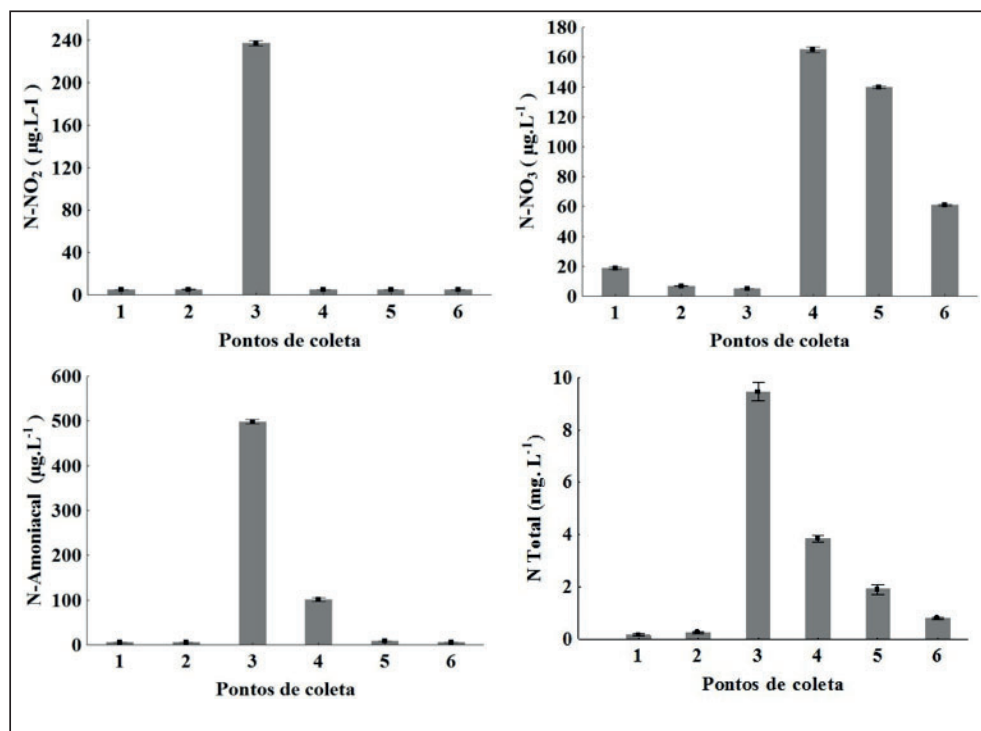 N-NO₂ ( µg.L-1)
240
200
160
120
80
40
0
1 2 3 4 5 6
Pontos de coleta
N-NO₃ ( µg.L⁻¹ )
180
160
140
120
100
80
60
40
20
0
1 2 3 4 5 6
Pontos de coleta
N-Amoniacal (µg.L⁻¹ )
600
500
400
300
200
100
0
1 2 3 4 5 6
Pontos de coleta
N Total (mg. L⁻¹)
10
8
6
4
2
0
1 2 3 4 5 6
Pontos de coleta